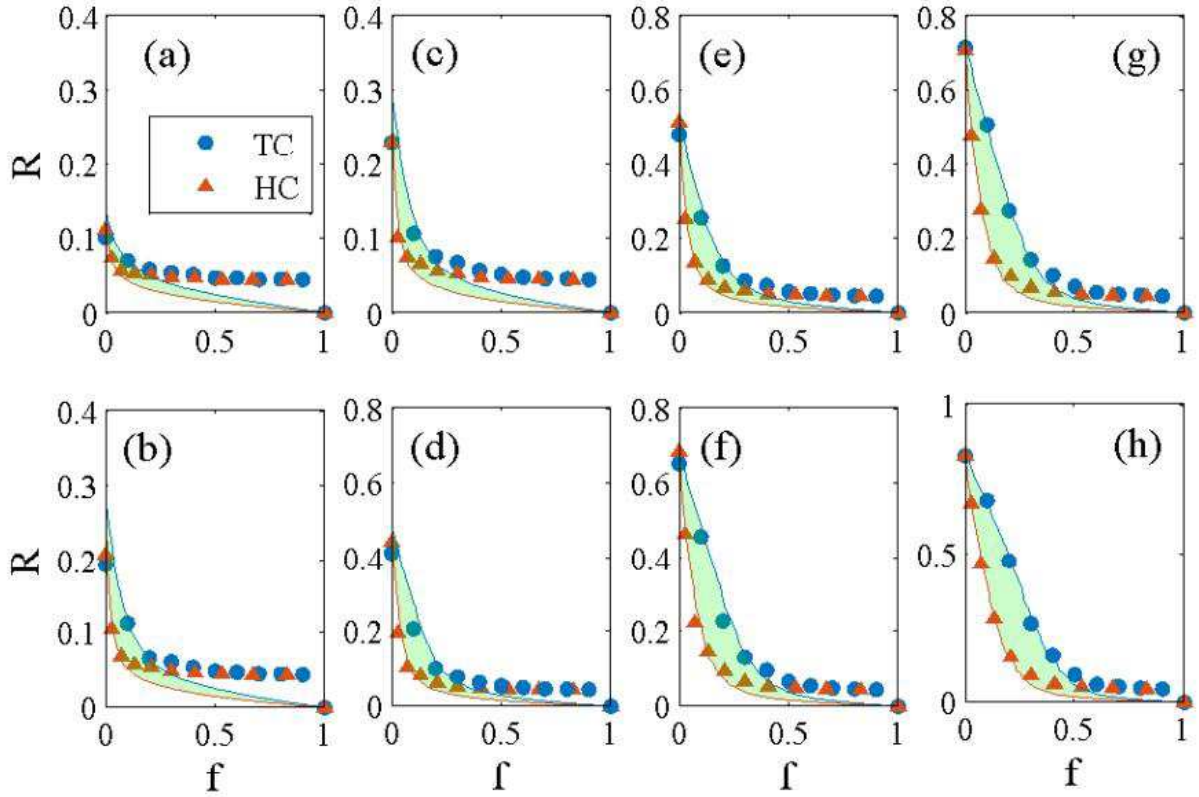 0.4 0.4 0.8 0.8
(a) (c) (e) (g)
0.3 0.3 0.6 0.6
TC
R 0.2 0.2 0.4 0.4
HC
0.1 0.1 0.2 0.2
0 0 0 0
0 0.5 1 0 0.5 1 0 0.5 1 0 0.5 1
0.4 0.8 0.8 1
(b) (d) (f) (h)
0.3 0.6 0.6
R 0.2 0.4 0.4 0.5
0.1 0.2 0.2
0 0 0 0
0 0.5 1 0 0.5 1 0 0.5 1 0 0.5 1
f f f f